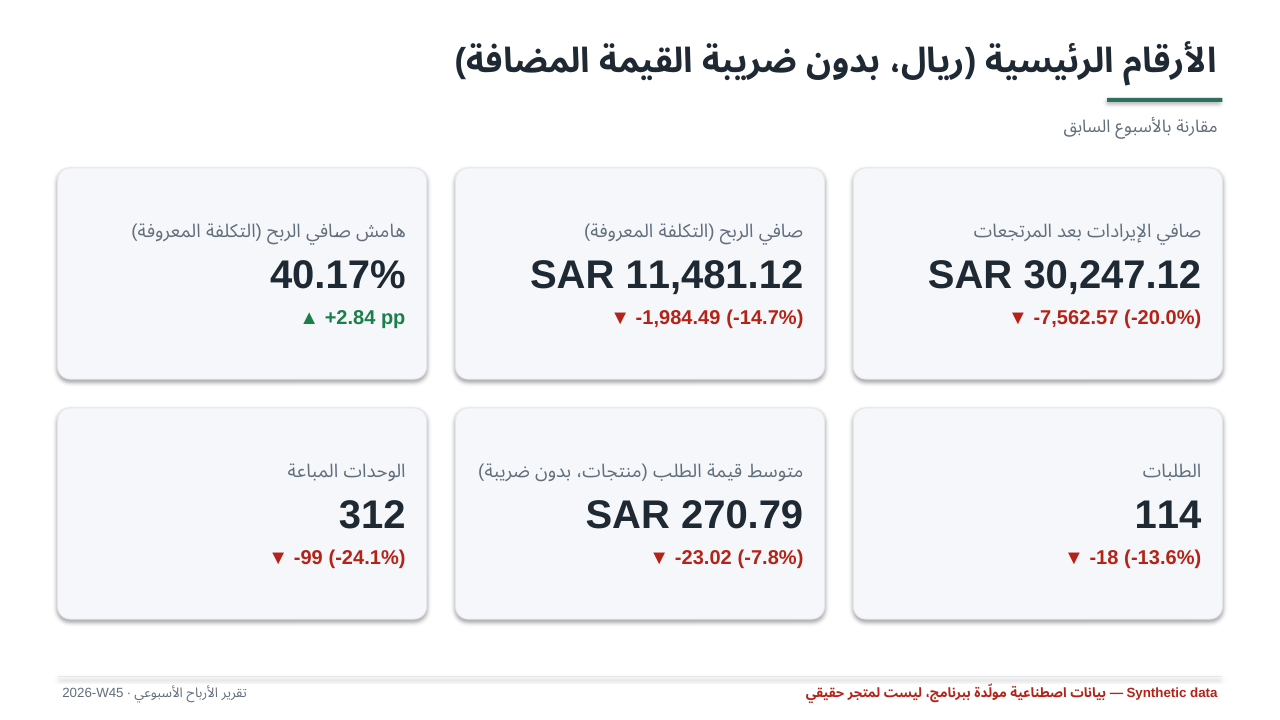 الأرقام الرئيسية (ريال، بدون ضريبة القيمة المضافة)
مقارنة بالأسبوع السابق
صافي الإيرادات بعد المرتجعات
SAR 30,247.12
▼ -7,562.57 (-20.0%)
صافي الربح (التكلفة المعروفة)
SAR 11,481.12
▼ -1,984.49 (-14.7%)
هامش صافي الربح (التكلفة المعروفة)
40.17%
▲ +2.84 pp
الطلبات
114
▼ -18 (-13.6%)
متوسط قيمة الطلب (منتجات، بدون ضريبة)
SAR 270.79
▼ -23.02 (-7.8%)
الوحدات المباعة
312
▼ -99 (-24.1%)
Synthetic data — بيانات اصطناعية مولّدة ببرنامج، ليست لمتجر حقيقي
تقرير الأرباح الأسبوعي · 2026-W45